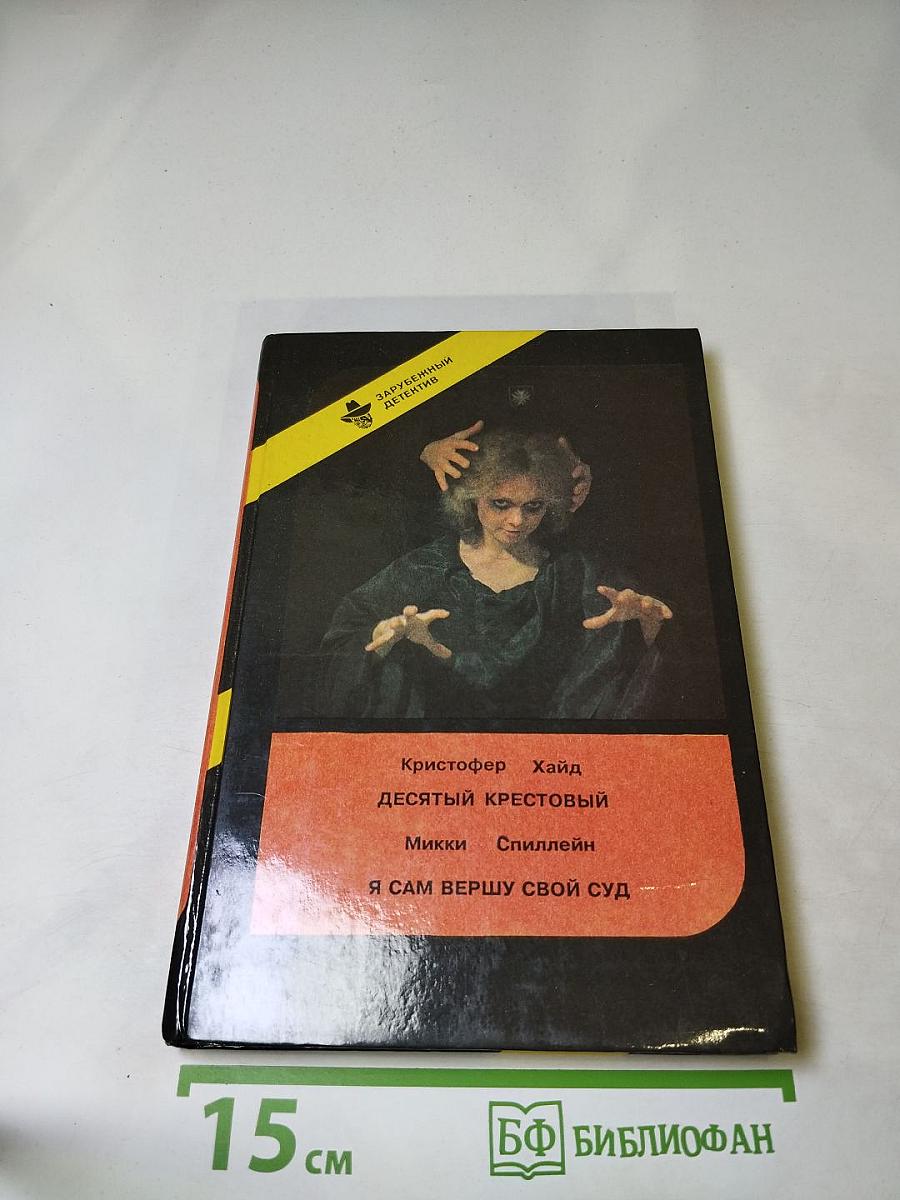 ЗАРУБЕЖНЫЙ
ДЕТЕКТИВ
Кристофер Хайд
ДЕСЯТЫЙ КРЕСТОВЫЙ
Микки Спиллейн
Я САМ ВЕРШУ СВОЙ СУД
15 см
БФ БИБЛИОФАН